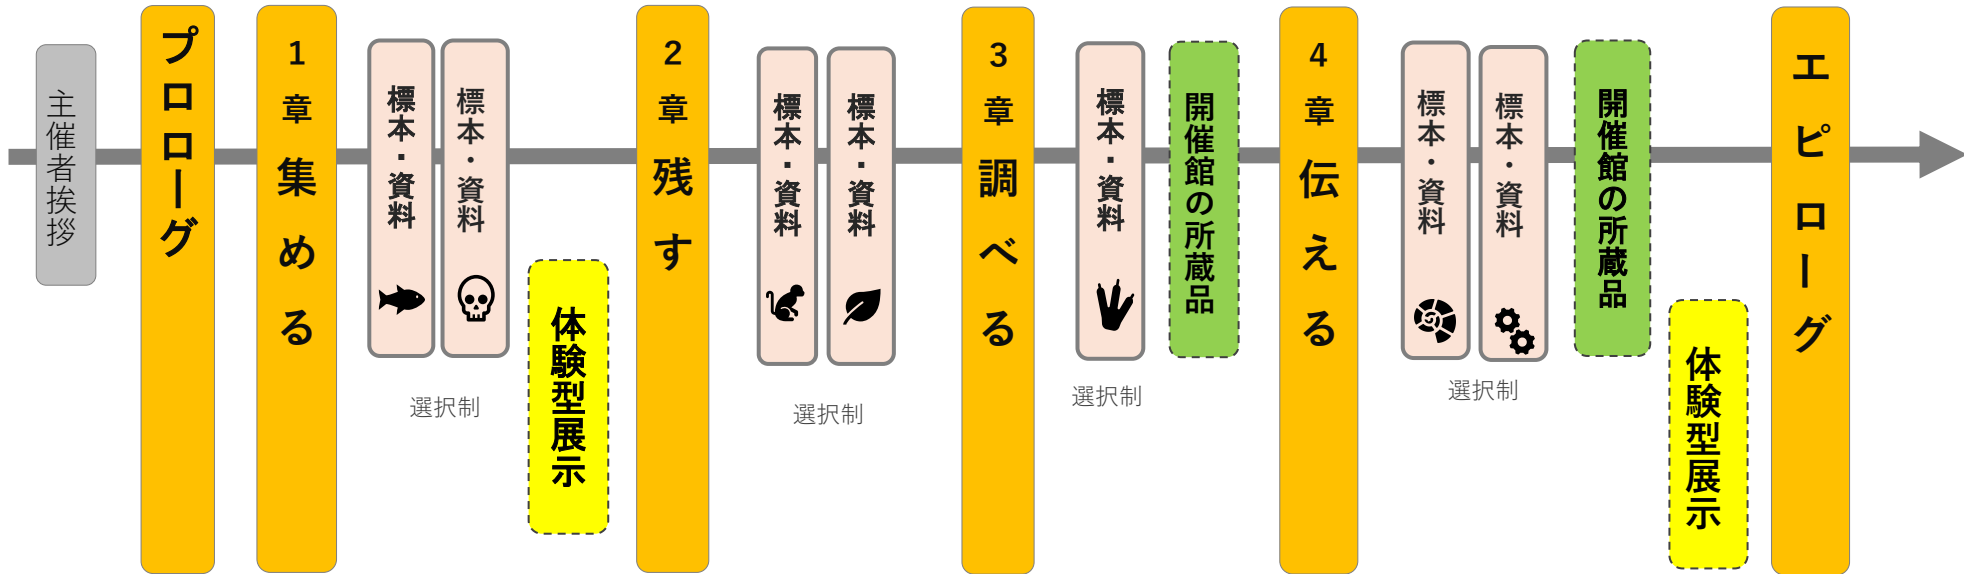 主催者挨拶
プロローグ
1章 集める
標本・資料
標本・資料
選択制
体験型展示
2章 残す
標本・資料
標本・資料
選択制
3章 調べる
標本・資料
選択制
開催館の所蔵品
4章 伝える
標本・資料
標本・資料
選択制
開催館の所蔵品
体験型展示
エピローグ